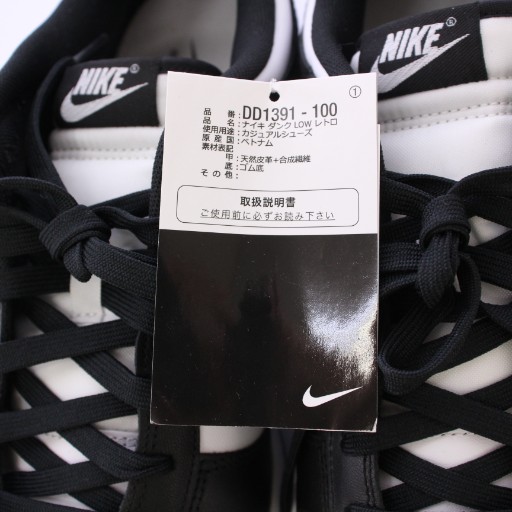 NIKE
NIKE
①
品番: DD1391 - 100
品名: ナイキ ダンク LOW レトロ
使用用途: カジュアルシューズ
原産国: ベトナム
素材表記
甲: 天然皮革+合成繊維
底: ゴム底
その他:
取扱説明書
ご使用前に必ずお読み下さい